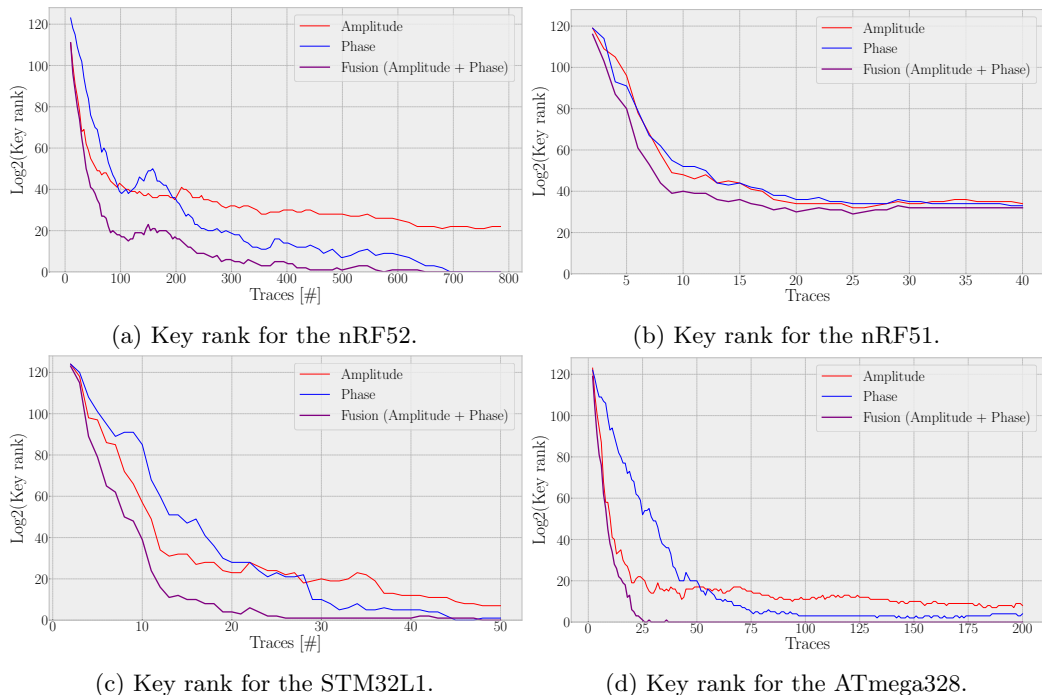 120
100
80
60
40
20
0
Log2(Key rank)
0 100 200 300 400 500 600 700 800
Traces [#]
Amplitude
Phase
Fusion (Amplitude + Phase)
(a) Key rank for the nRF52.
120
100
80
60
40
20
0
Log2(Key rank)
5 10 15 20 25 30 35 40
Traces
Amplitude
Phase
Fusion (Amplitude + Phase)
(b) Key rank for the nRF51.
120
100
80
60
40
20
0
Log2(Key rank)
0 10 20 30 40 50
Traces [#]
Amplitude
Phase
Fusion (Amplitude + Phase)
(c) Key rank for the STM32L1.
120
100
80
60
40
20
0
Log2(Key rank)
0 25 50 75 100 125 150 175 200
Traces
Amplitude
Phase
Fusion (Amplitude + Phase)
(d) Key rank for the ATmega328.